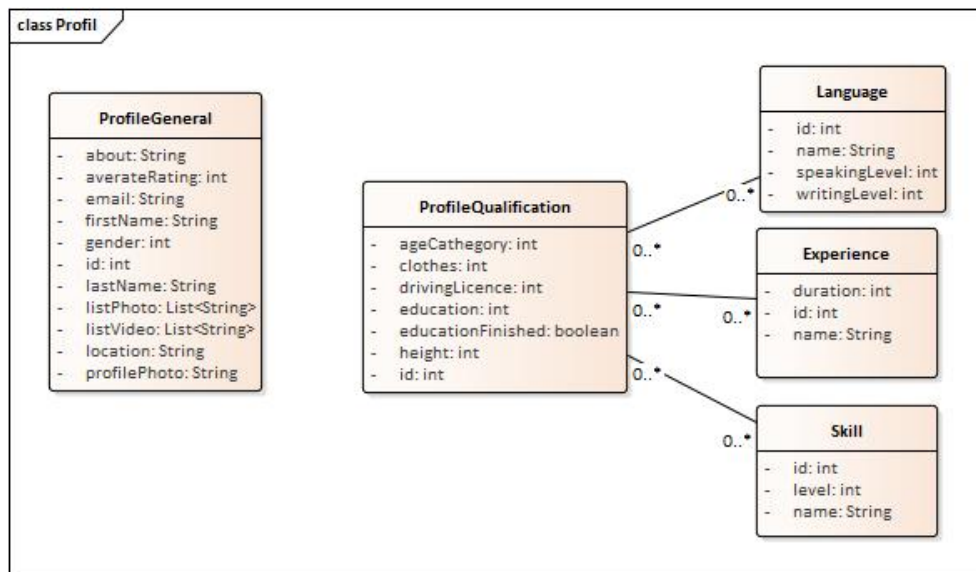 class Profil
ProfileGeneral
- about: String
- averateRating: int
- email: String
- firstName: String
- gender: int
- id: int
- lastName: String
- listPhoto: List<String>
- listVideo: List<String>
- location: String
- profilePhoto: String
ProfileQualification
- ageCathegory: int
- clothes: int
- drivingLicence: int
- education: int
- educationFinished: boolean
- height: int
- id: int
Language
- id: int
- name: String
- speakingLevel: int
- writingLevel: int
0..*
0..*
Experience
- duration: int
- id: int
- name: String
0..*
0..*
Skill
- id: int
- level: int
- name: String
0..*
0..*